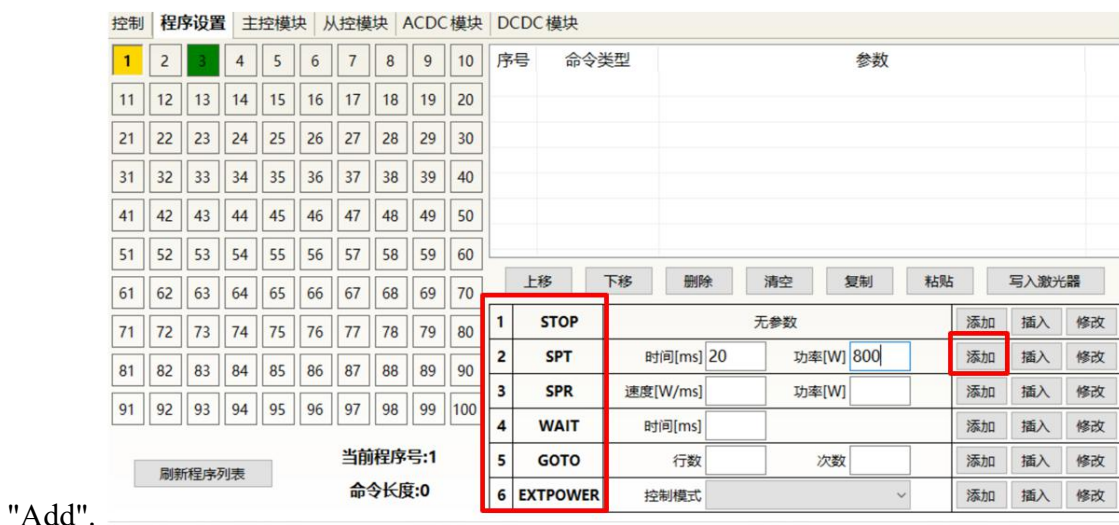 控制 程序设置 主控模块 从控模块 ACDC模块 DCDC模块
1 2 3 4 5 6 7 8 9 10
11 12 13 14 15 16 17 18 19 20
21 22 23 24 25 26 27 28 29 30
31 32 33 34 35 36 37 38 39 40
41 42 43 44 45 46 47 48 49 50
51 52 53 54 55 56 57 58 59 60
61 62 63 64 65 66 67 68 69 70
71 72 73 74 75 76 77 78 79 80
81 82 83 84 85 86 87 88 89 90
91 92 93 94 95 96 97 98 99 100
刷新程序列表
当前程序号:1
命令长度:0
序号 命令类型 参数
上移 下移 删除 清空 复制 粘贴 写入激光器
1 STOP 无参数 添加 插入 修改
2 SPT 时间[ms] 20 功率[W] 800 添加 插入 修改
3 SPR 速度[W/ms] 功率[W] 添加 插入 修改
4 WAIT 时间[ms] 添加 插入 修改
5 GOTO 行数 次数 添加 插入 修改
6 EXTPOWER 控制模式 添加 插入 修改
"Add".